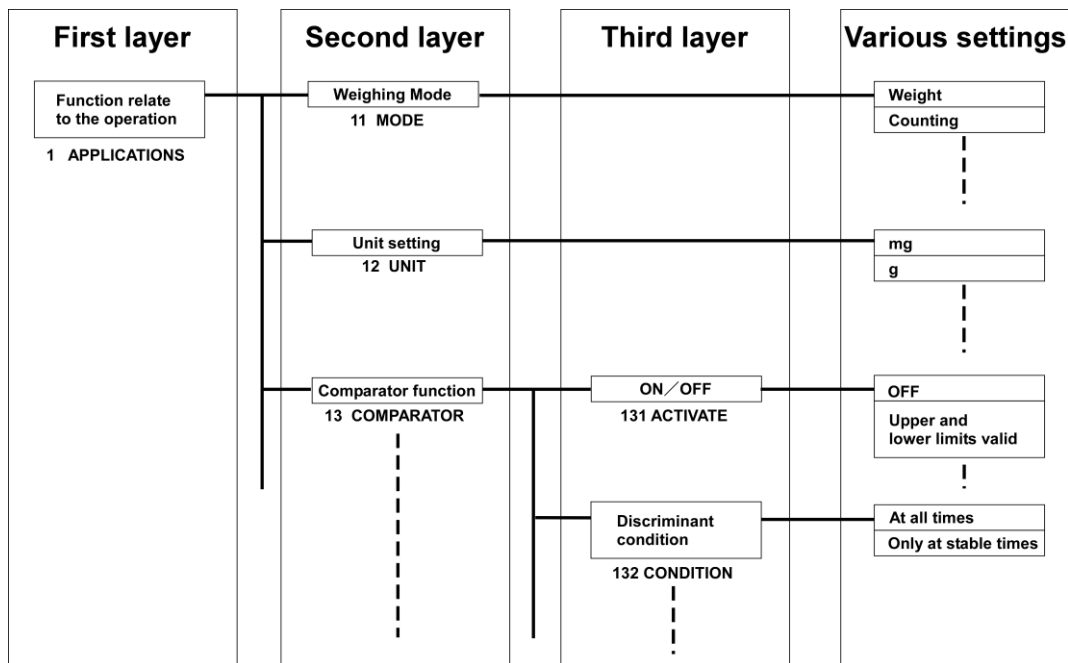 First layer
Second layer
Third layer
Various settings
Function relate
to the operation
1 APPLICATIONS
Weighing Mode
11 MODE
Weight
Counting
Unit setting
12 UNIT
mg
g
Comparator function
13 COMPARATOR
ON／OFF
131 ACTIVATE
OFF
Upper and
lower limits valid
Discriminant
condition
132 CONDITION
At all times
Only at stable times